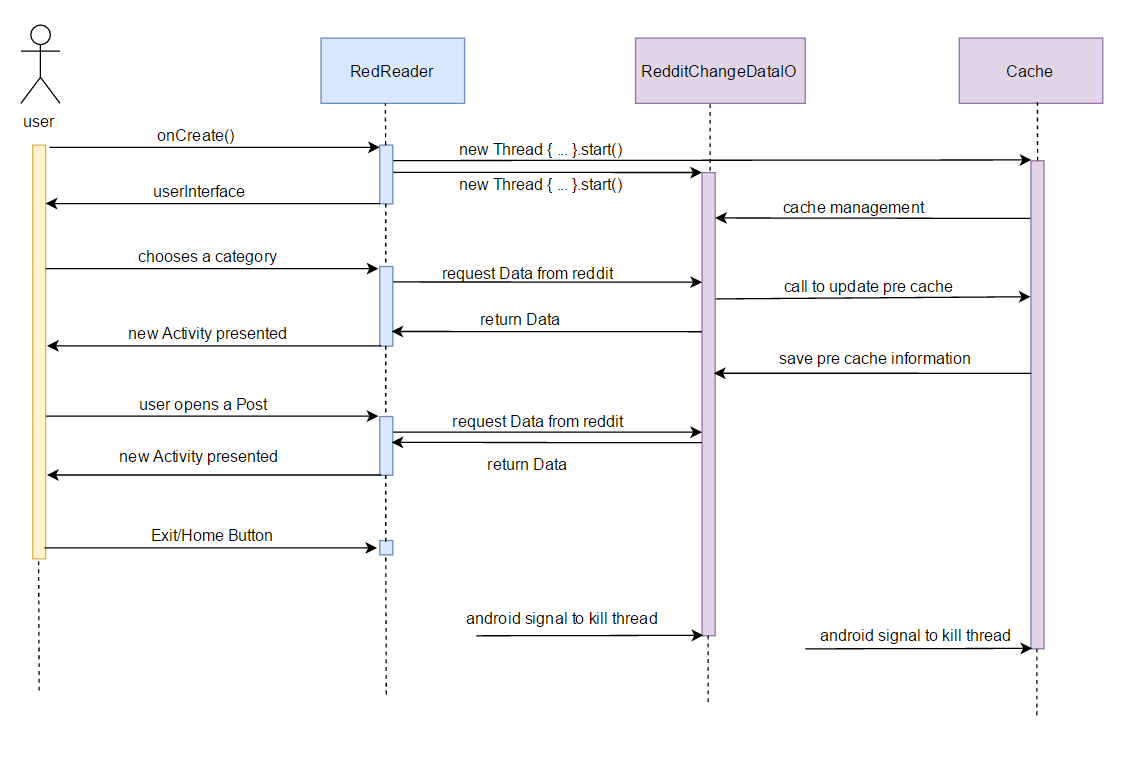 RedReader
RedditChangeDataIO
Cache
user
onCreate()
new Thread { ... }.start()
new Thread { ... }.start()
userInterface
cache management
chooses a category
request Data from reddit
call to update pre cache
return Data
new Activity presented
save pre cache information
user opens a Post
request Data from reddit
new Activity presented
return Data
Exit/Home Button
android signal to kill thread
android signal to kill thread